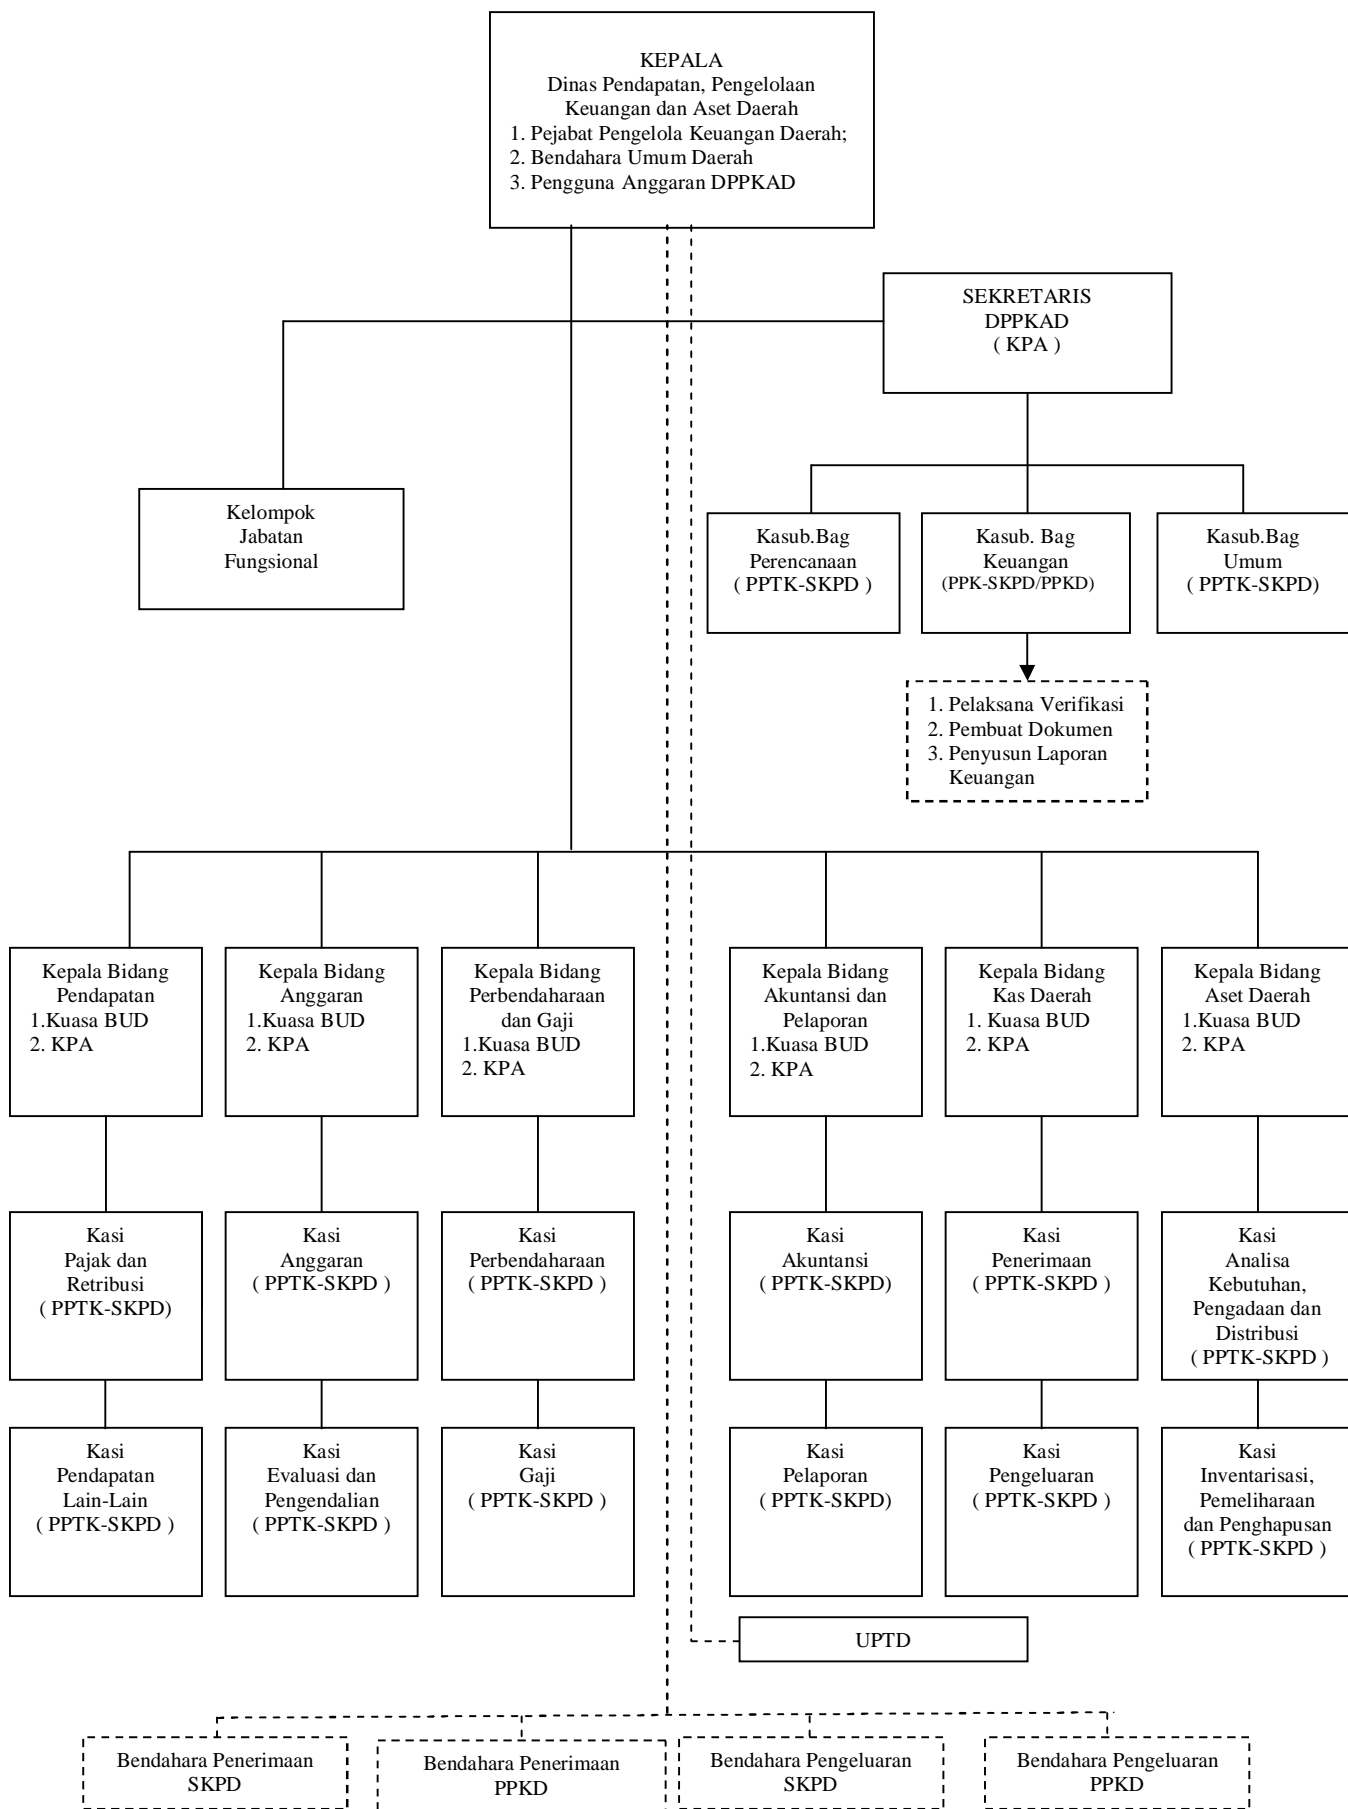 KEPALA
Dinas Pendapatan, Pengelolaan
Keuangan dan Aset Daerah
1. Pejabat Pengelola Keuangan Daerah;
2. Bendahara Umum Daerah
3. Pengguna Anggaran DPPKAD
SEKRETARIS
DPPKAD
( KPA )
Kelompok
Jabatan
Fungsional
Kasub.Bag
Perencanaan
( PPTK-SKPD )
Kasub. Bag
Keuangan
(PPK-SKPD/PPKD)
Kasub.Bag
Umum
( PPTK-SKPD)
1. Pelaksana Verifikasi
2. Pembuat Dokumen
3. Penyusun Laporan
Keuangan
Kepala Bidang
Pendapatan
1.Kuasa BUD
2. KPA
Kepala Bidang
Anggaran
1.Kuasa BUD
2. KPA
Kepala Bidang
Perbendaharaan
dan Gaji
1.Kuasa BUD
2. KPA
Kepala Bidang
Akuntansi dan
Pelaporan
1.Kuasa BUD
2. KPA
Kepala Bidang
Kas Daerah
1. Kuasa BUD
2. KPA
Kepala Bidang
Aset Daerah
1.Kuasa BUD
2. KPA
Kasi
Pajak dan
Retribusi
( PPTK-SKPD)
Kasi
Anggaran
( PPTK-SKPD )
Kasi
Perbendaharaan
( PPTK-SKPD )
Kasi
Akuntansi
( PPTK-SKPD)
Kasi
Penerimaan
( PPTK-SKPD )
Kasi
Analisa
Kebutuhan,
Pengadaan dan
Distribusi
( PPTK-SKPD )
Kasi
Pendapatan
Lain-Lain
( PPTK-SKPD )
Kasi
Evaluasi dan
Pengendalian
( PPTK-SKPD )
Kasi
Gaji
( PPTK-SKPD )
Kasi
Pelaporan
( PPTK-SKPD)
Kasi
Pengeluaran
( PPTK-SKPD )
Kasi
Inventarisasi,
Pemeliharaan
dan Penghapusan
( PPTK-SKPD )
UPTD
Bendahara Penerimaan
SKPD
Bendahara Penerimaan
PPKD
Bendahara Pengeluaran
SKPD
Bendahara Pengeluaran
PPKD